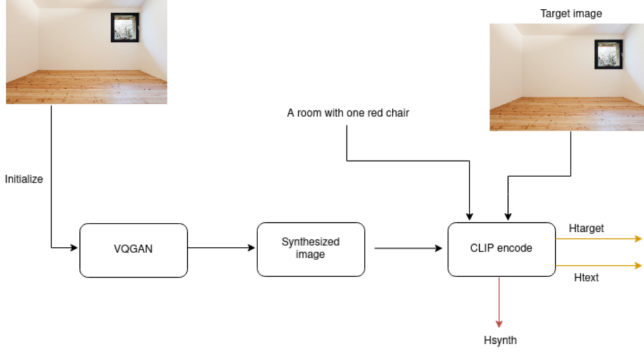 Target image
A room with one red chair
Initialize
VQGAN
Synthesized
image
CLIP encode
Htarget
Htext
Hsynth